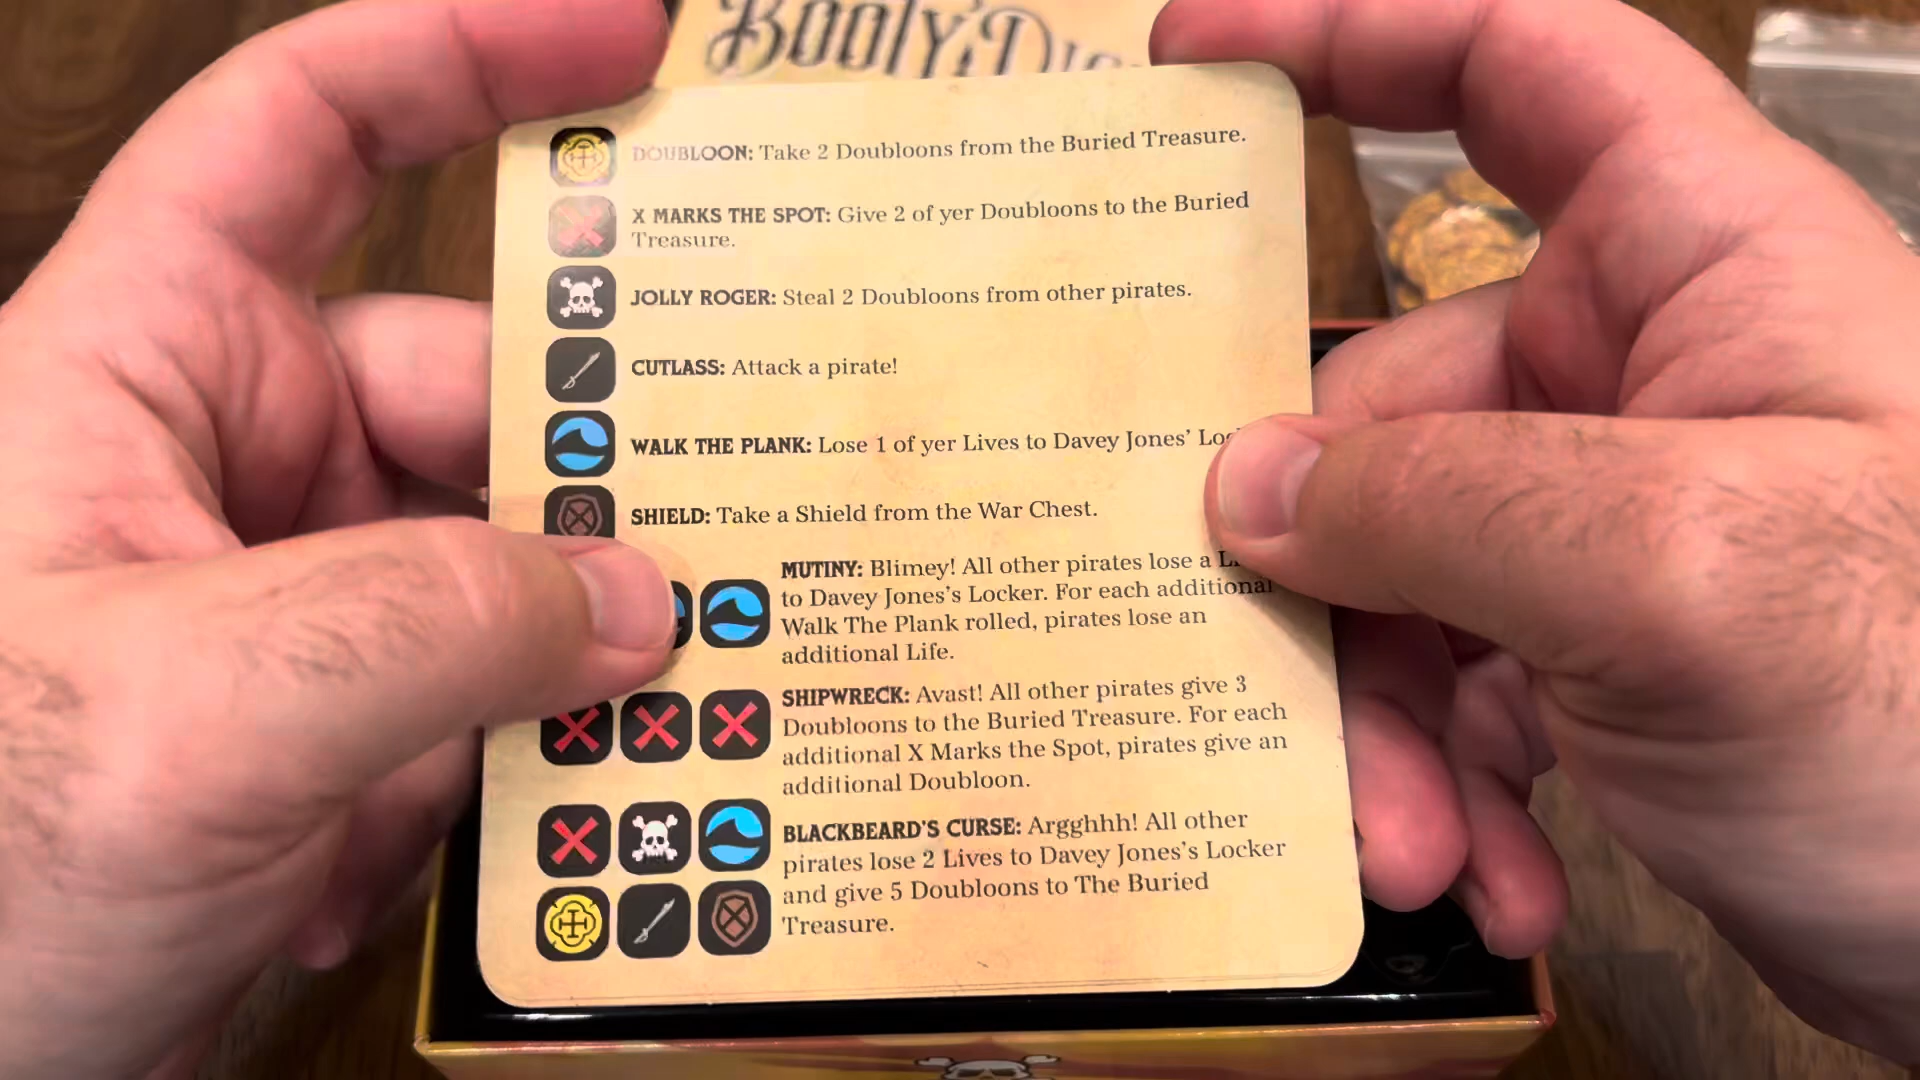 Booty
DOUBLOON: Take 2 Doubloons from the Buried Treasure.
X MARKS THE SPOT: Give 2 of yer Doubloons to the Buried
Treasure.
JOLLY ROGER: Steal 2 Doubloons from other pirates.
CUTLASS: Attack a pirate!
WALK THE PLANK: Lose 1 of yer Lives to Davey Jones'
SHIELD: Take a Shield from the War Chest.
MUTINY: Blimey! All other pirates lose a
to Davey Jones's Locker. For each additional
Walk The Plank rolled, pirates lose an
additional Life.
SHIPWRECK: Avast! All other pirates give 3
Doubloons to the Buried Treasure. For each
additional X Marks the Spot, pirates give an
additional Doubloon.
BLACKBEARD'S CURSE: Argghhh! All other
pirates lose 2 Lives to Davey Jones's Locker
and give 5 Doubloons to The Buried
Treasure.